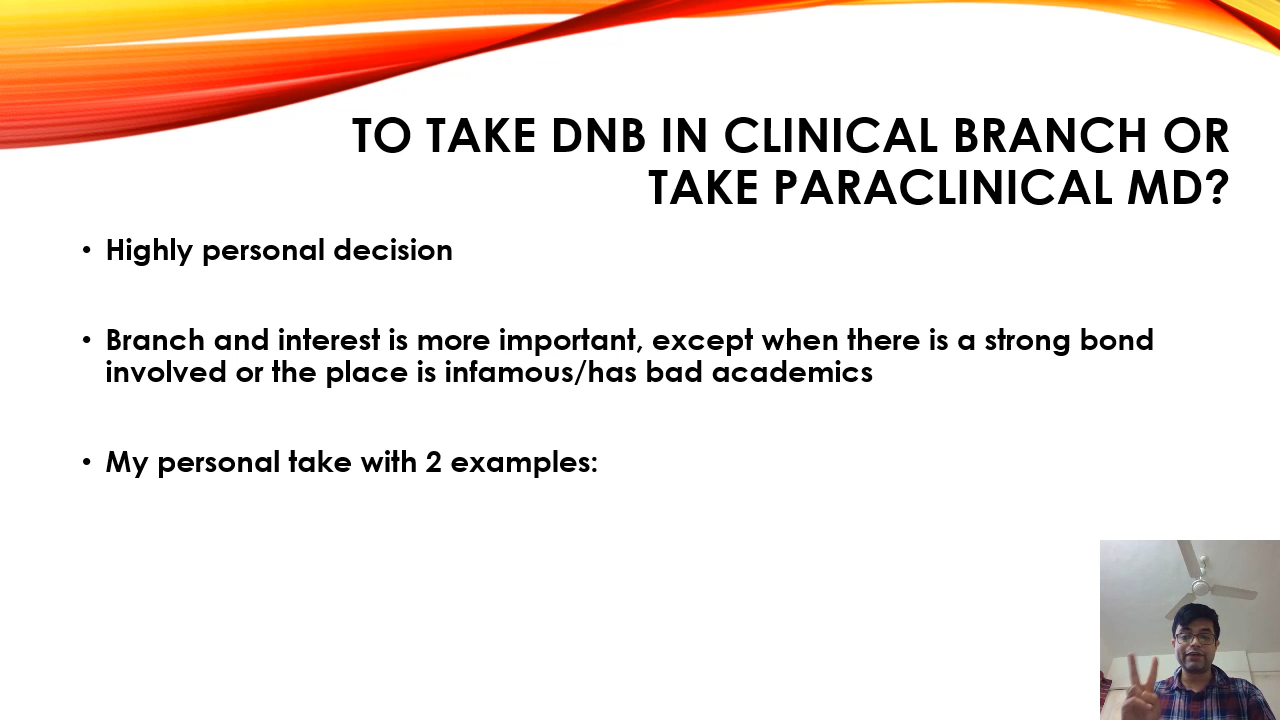 TO TAKE DNB IN CLINICAL BRANCH OR
TAKE PARACLINICAL MD?
• Highly personal decision
• Branch and interest is more important, except when there is a strong bond
involved or the place is infamous/has bad academics
• My personal take with 2 examples: